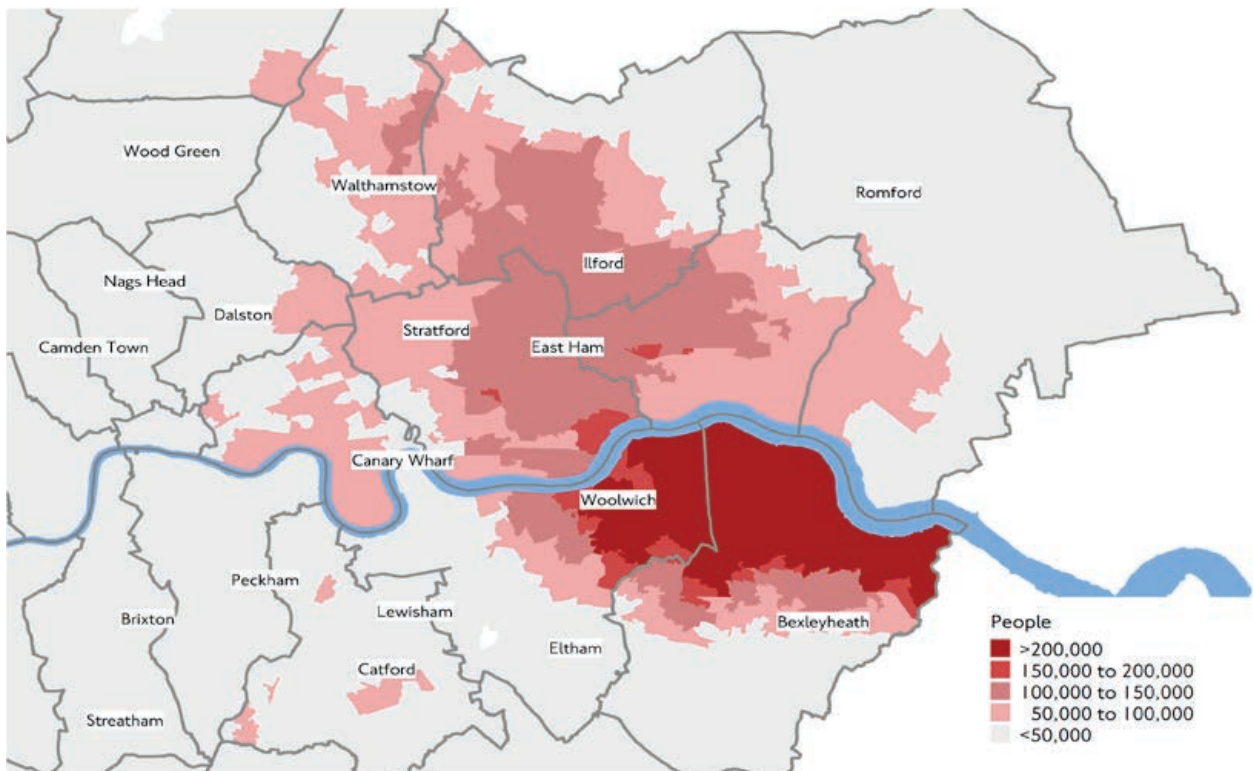 Wood Green
Walthamstow
Romford
Ilford
Nags Head
Dalston
Stratford
Camden Town
East Ham
Canary Wharf
Woolwich
Peckham
Lewisham
Brixton
Bexleyheath
Eltham
Catford
Streatham
People
>200,000
150,000 to 200,000
100,000 to 150,000
50,000 to 100,000
<50,000